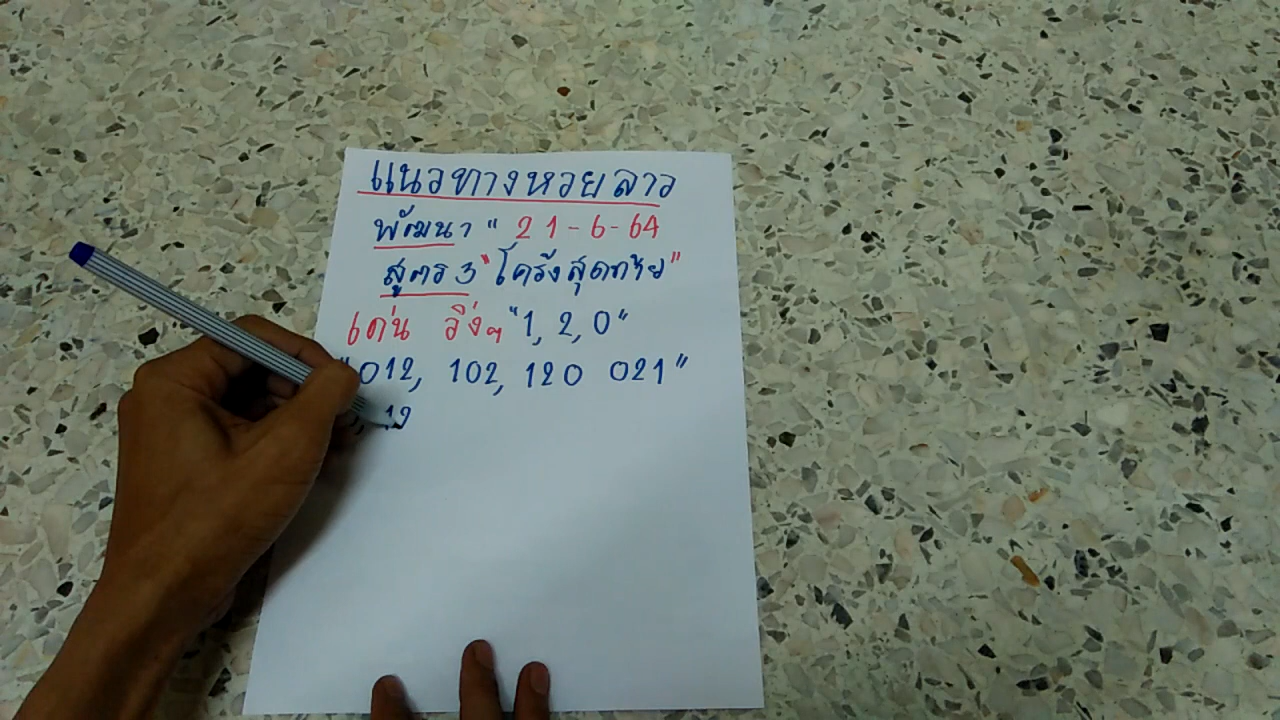 แนวทางหวยลาว
พัฒนา " 21-6-64
สูตร 3 "โค้งสุดท้าย"
เด่น วิ่งๆ "1, 2, 0"
"012, 102, 120 021"
19